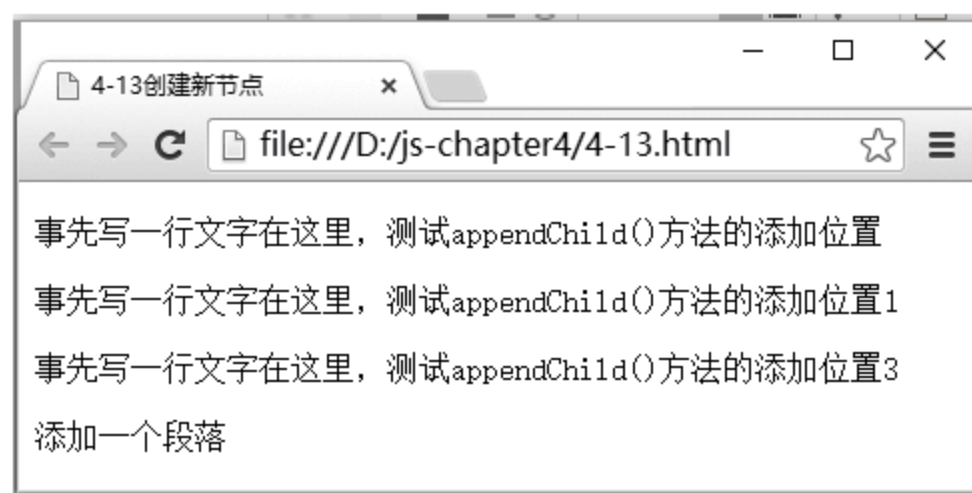 4-13创建新节点
file:///D:/js-chapter4/4-13.html
事先写一行文字在这里，测试appendChild()方法的添加位置
事先写一行文字在这里，测试appendChild()方法的添加位置1
事先写一行文字在这里，测试appendChild()方法的添加位置3
添加一个段落